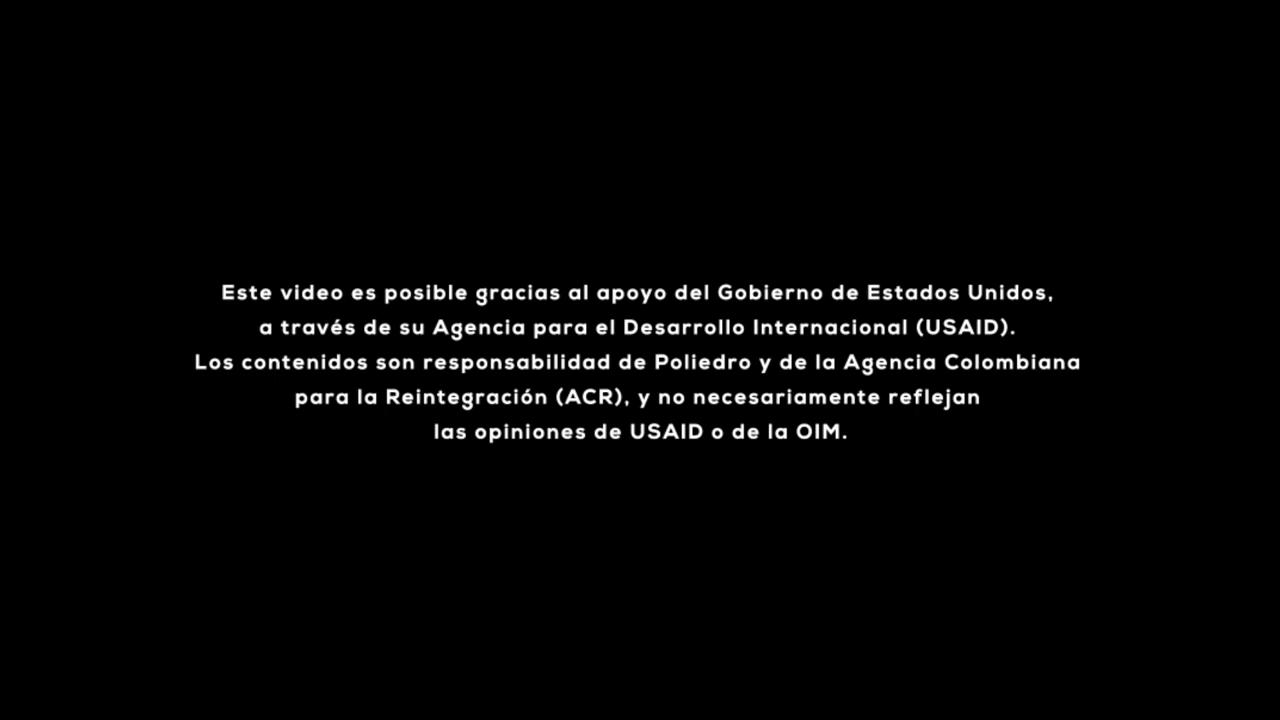 Este video es posible gracias al apoyo del Gobierno de Estados Unidos,
a través de su Agencia para el Desarrollo Internacional (USAID).
Los contenidos son responsabilidad de Poliedro y de la Agencia Colombiana
para la Reintegración (ACR), y no necesariamente reflejan
las opiniones de USAID o de la OIM.